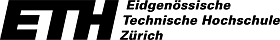 ETH
Eidgenössische
Technische Hochschule
Zürich